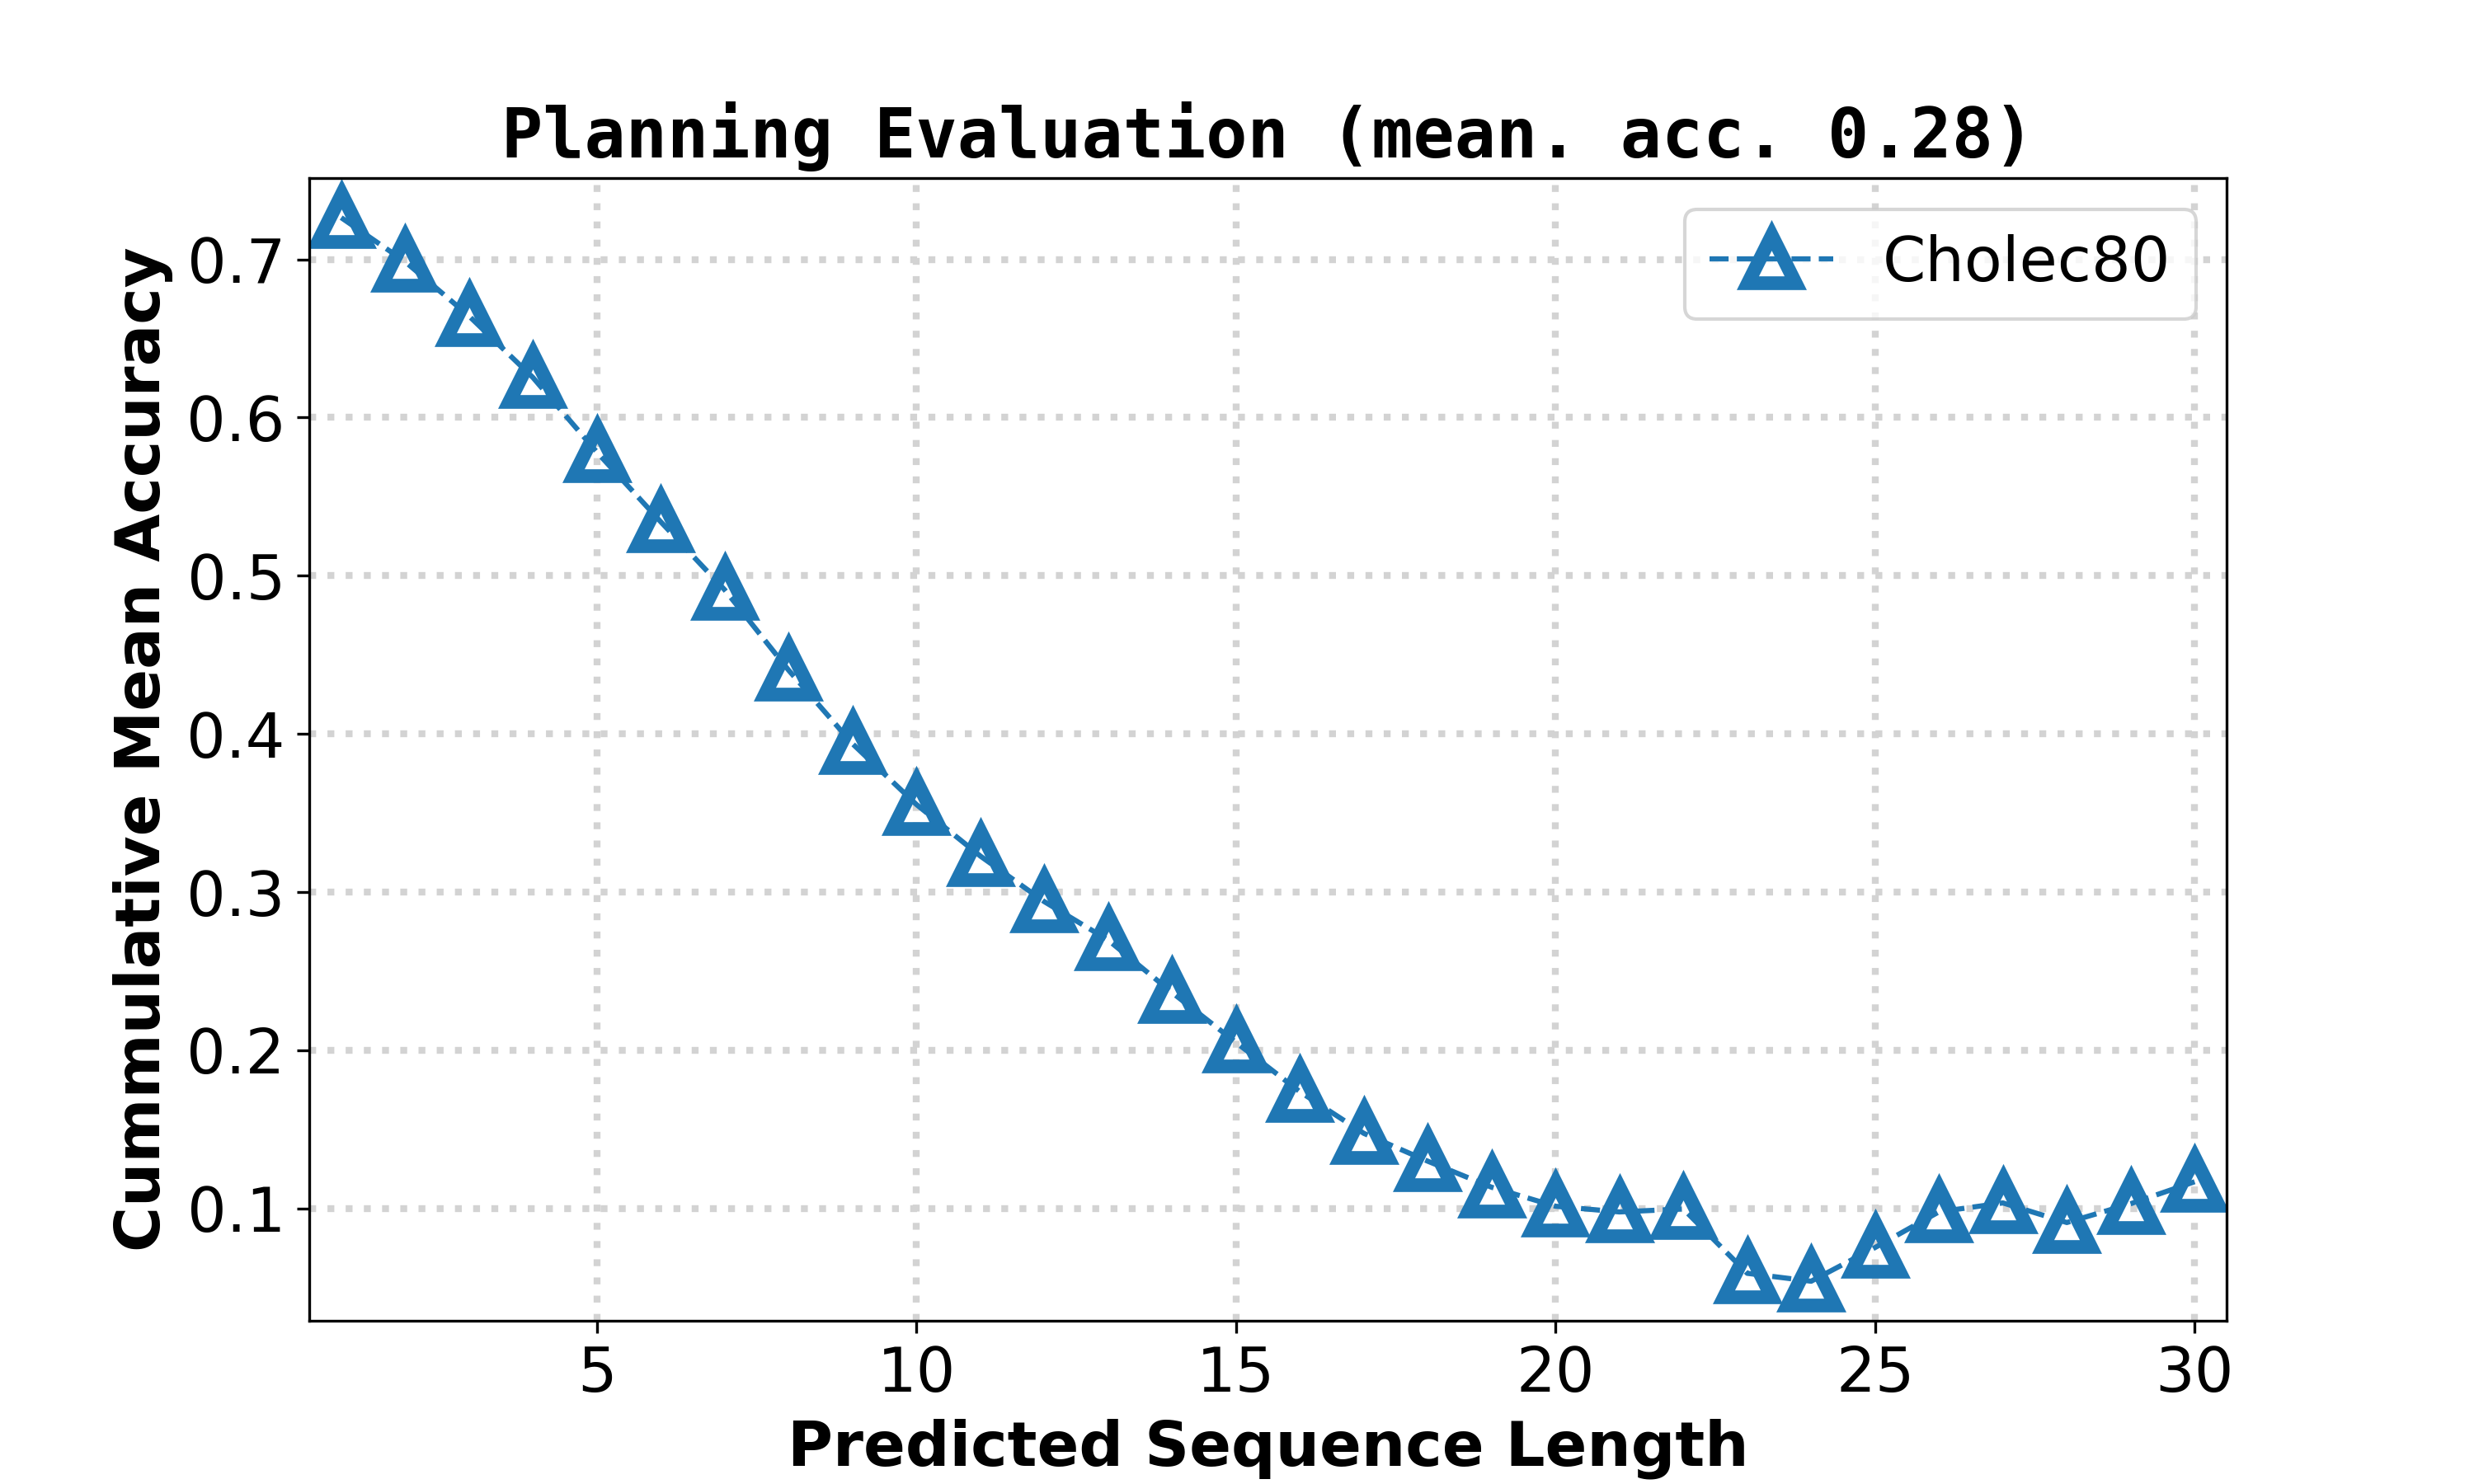 Planning Evaluation (mean. acc. 0.28)
Cummulative Mean Accuracy
0.7
0.6
0.5
0.4
0.3
0.2
0.1
Cholec80
5 10 15 20 25 30
Predicted Sequence Length